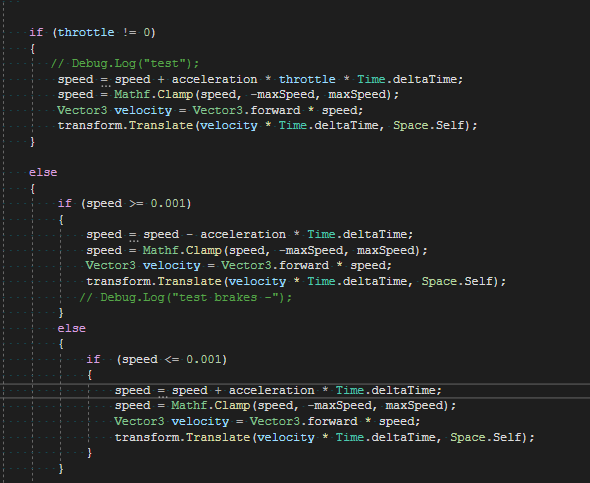 if (throttle != 0)
{
// Debug.Log("test");
speed = speed + acceleration * throttle * Time.deltaTime;
speed = Mathf.Clamp(speed, -maxSpeed, maxSpeed);
Vector3 velocity = Vector3.forward * speed;
transform.Translate(velocity * Time.deltaTime, Space.Self);
}
else
{
if (speed >= 0.001)
{
speed = speed - acceleration * Time.deltaTime;
speed = Mathf.Clamp(speed, -maxSpeed, maxSpeed);
Vector3 velocity = Vector3.forward * speed;
transform.Translate(velocity * Time.deltaTime, Space.Self);
// Debug.Log("test brakes -");
}
else
{
if (speed <= 0.001)
{
speed = speed + acceleration * Time.deltaTime;
speed = Mathf.Clamp(speed, -maxSpeed, maxSpeed);
Vector3 velocity = Vector3.forward * speed;
transform.Translate(velocity * Time.deltaTime, Space.Self);
}
}